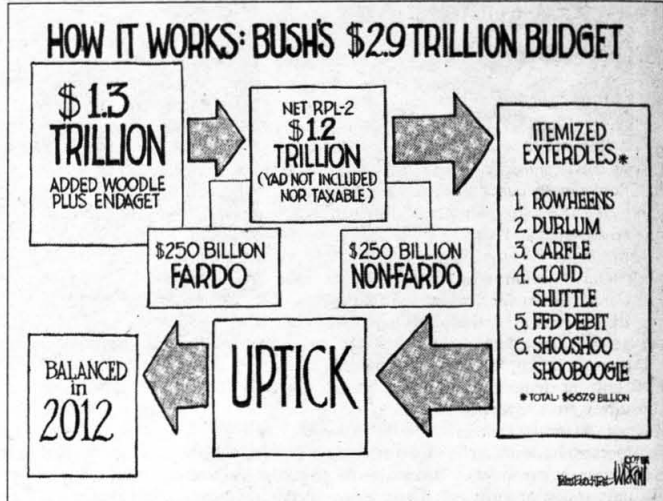 HOW IT WORKS: BUSH'S $2.9 TRILLION BUDGET
$1.3
TRILLION
ADDED WOODLE
PLUS ENDAGET
NET RPL-2
$1.2
TRILLION
(YAD NOT INCLUDED
NOR TAXABLE)
$250 BILLION
FARDO
$250 BILLION
NON-FARDO
ITEMIZED
EXTERDLES*
1. ROWHEENS
2. DURLUM
3. CARFLE
4. CLOUD
SHUTTLE
5. FFD DEBIT
6. SHOOSHOO
SHOOBOOGIE
* TOTAL: $667.9 BILLION
UPTICK
BALANCED
in
2012